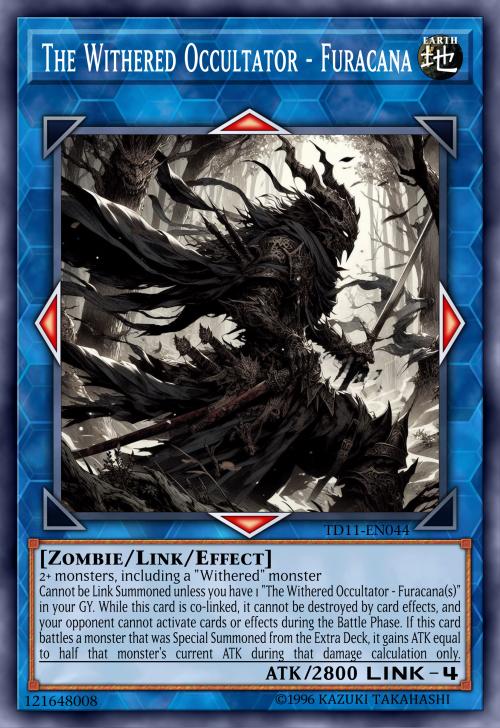 The Withered Occultator - Furacana
EARTH
地
TD11-EN044
[Zombie/Link/Effect]
2+ monsters, including a "Withered" monster
Cannot be Link Summoned unless you have 1 "The Withered Occultator - Furacana(s)"
in your GY. While this card is co-linked, it cannot be destroyed by card effects, and
your opponent cannot activate cards or effects during the Battle Phase. If this card
battles a monster that was Special Summoned from the Extra Deck, it gains ATK equal
to half that monster's current ATK during that damage calculation only.
ATK/2800 LINK-4
121648008
©1996 KAZUKI TAKAHASHI